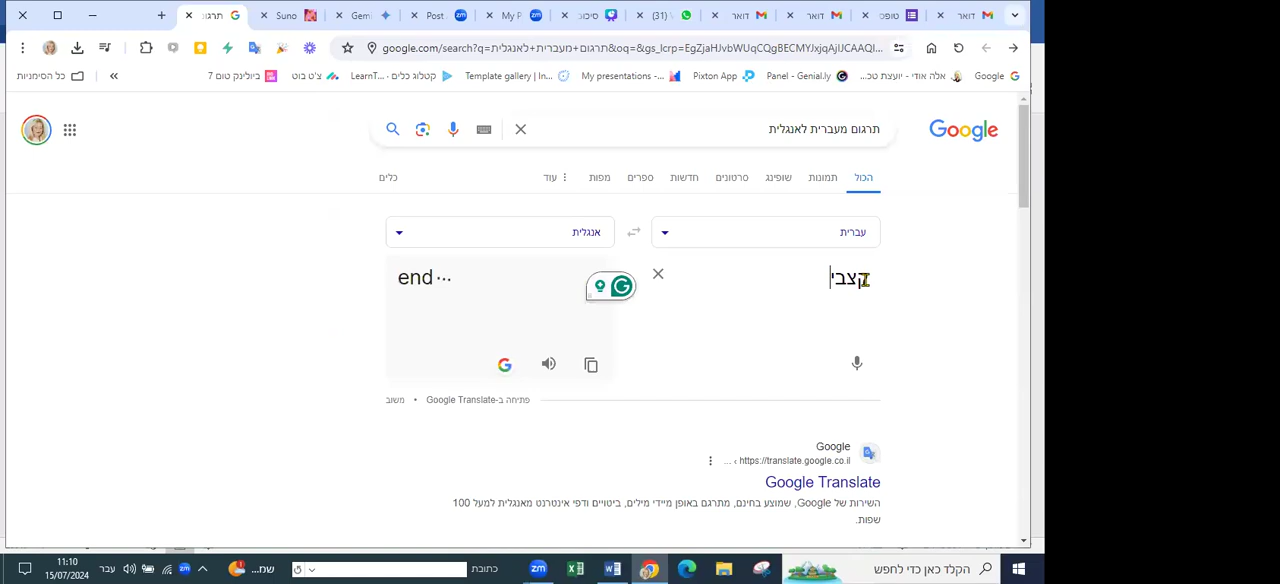 תרגום
Suno
Gem
Post
My P
סיכונ
(31) V
דואר
דואר
טופס
דואר
google.com/search?q=תרגום+מעברית+לאנגלית&oq=&gs_lcrp=EgZjaHJvbWUqCQgBECMYJxjqAjIJCAAQI...
Google
אלה אודי - יועצת טכ...
Panel - Genial.ly
Pixton App
My presentations -...
Template gallery | In...
קטלוג כלים - LearnT...
צ'ט בוט
ביולינק טום 7
»
כל הסימניות
Google
תרגום מעברית לאנגלית
הכול
תמונות
שופינג
סרטונים
חדשות
ספרים
מפות
עוד
כלים
עברית
אנגלית
קצבי
end...
פתיחה ב-Google Translate • משוב
Google
https://translate.google.co.il › ...
Google Translate
השירות של Google, שמוצע בחינם, מתרגם באופן מיידי מילים, ביטויים ודפי אינטרנט מאנגלית למעל 100
שפות.
הקלד כאן כדי לחפש
כתובת
שמ...
עבר
11:10
15/07/2024